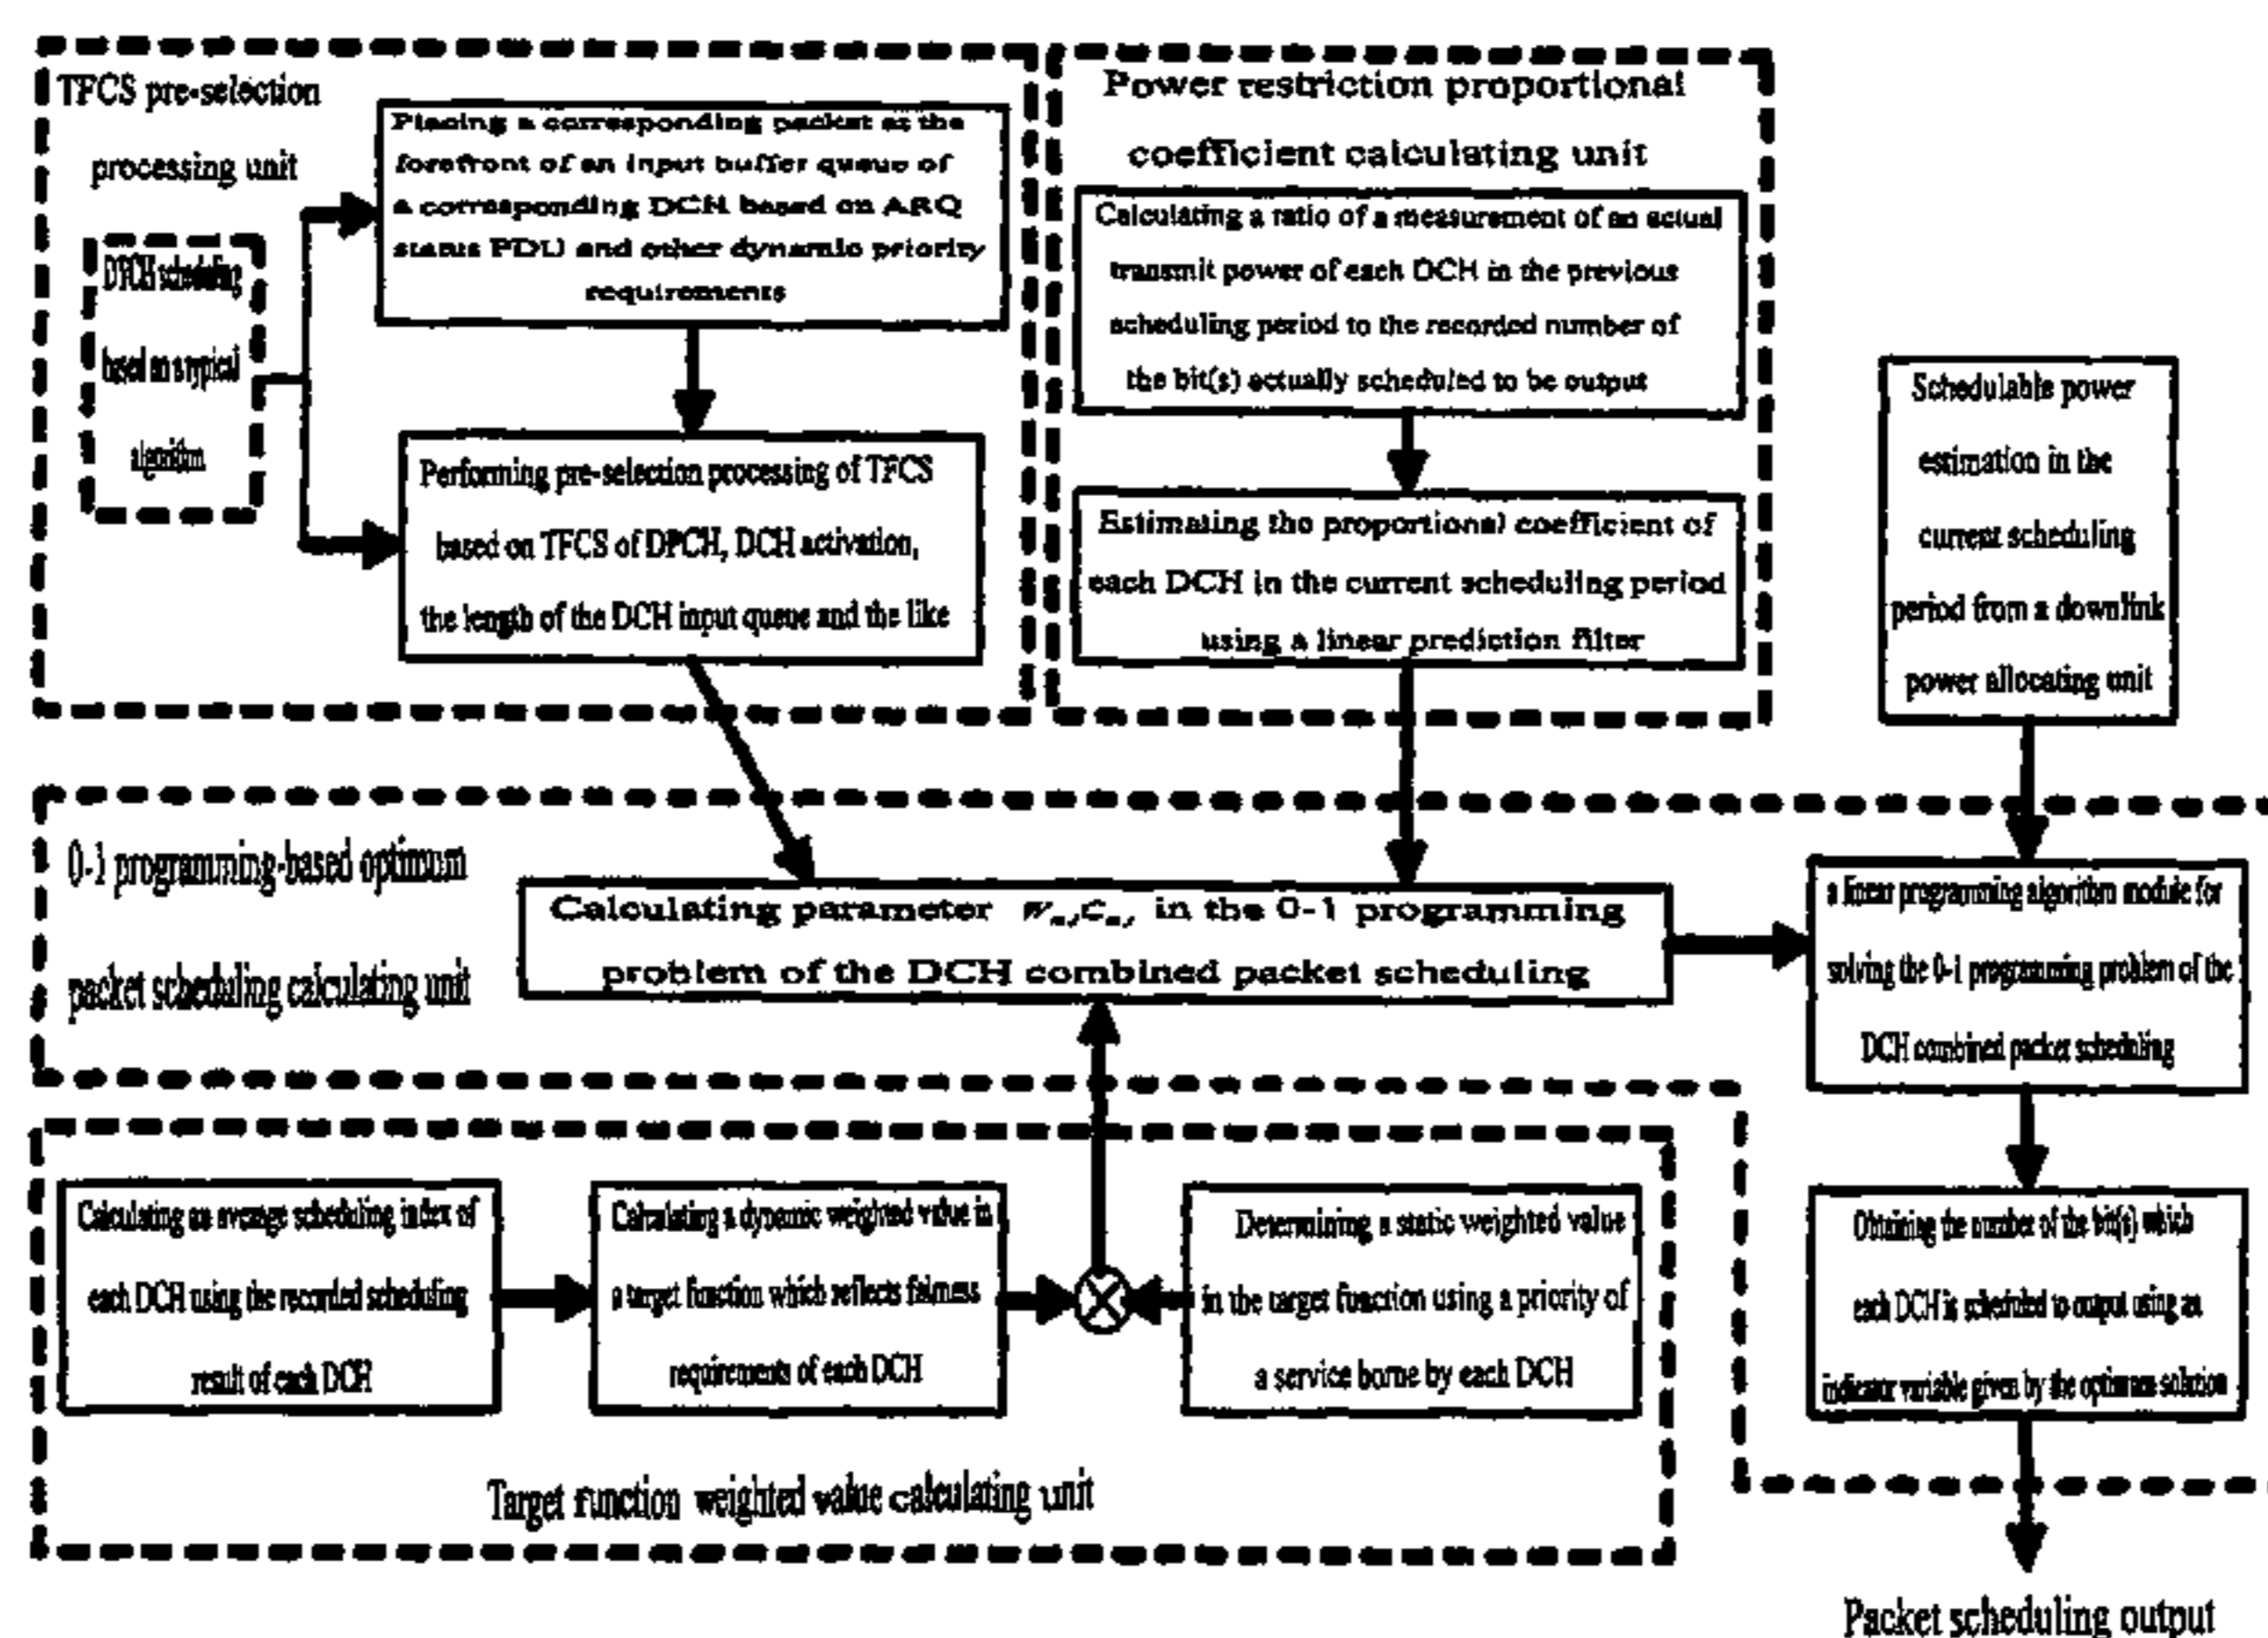 TFCS pre-selection
processing unit
DPCH scheduling
based on a typical
algorithm
Placing a corresponding packet at the
forefront of an input buffer queue of
a corresponding DCH based on ARQ
status PDU and other dynamic priority
requirements
Performing pre-selection processing of TFCS
based on TFCS of DPCH, DCH activation,
the length of the DCH input queue and the like
Power restriction proportional
coefficient calculating unit
Calculating a ratio of a measurement of an actual
transmit power of each DCH in the previous
scheduling period to the recorded number of
the bit(s) actually scheduled to be output
Estimating the proportional coefficient of
each DCH in the current scheduling period
using a linear prediction filter
Schedulable power
estimation in the
current scheduling
period from a downlink
power allocating unit
0-1 programming-based optimum
packet scheduling calculating unit
Calculating parameter in the 0-1 programming
problem of the DCH combined packet scheduling
a linear programming algorithm module for
solving the 0-1 programming problem of the
DCH combined packet scheduling
Calculating an average scheduling index of
each DCH using the recorded scheduling
result of each DCH
Calculating a dynamic weighted value in
a target function which reflects fairness
requirements of each DCH
Determining a static weighted value
in the target function using a priority of
a service borne by each DCH
Obtaining the number of the bit(s) which
each DCH is scheduled to output using an
indicator variable given by the optimum solution
Target function weighted value calculating unit
Packet scheduling output